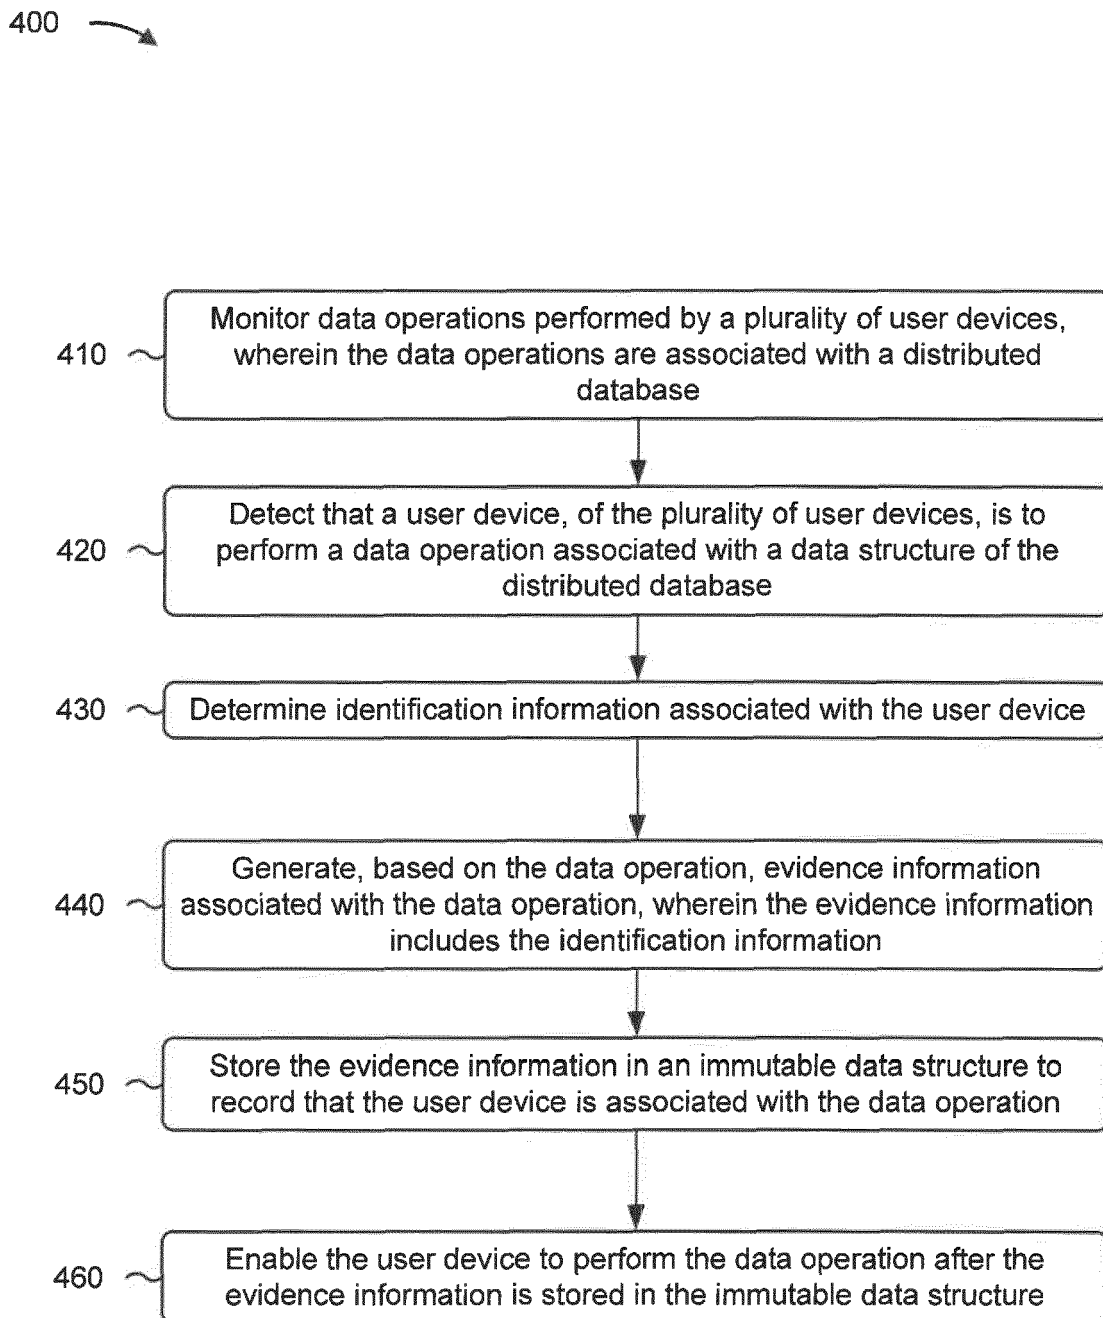 400
410
Monitor data operations performed by a plurality of user devices,
wherein the data operations are associated with a distributed
database
420
Detect that a user device, of the plurality of user devices, is to
perform a data operation associated with a data structure of the
distributed database
430
Determine identification information associated with the user device
440
Generate, based on the data operation, evidence information
associated with the data operation, wherein the evidence information
includes the identification information
450
Store the evidence information in an immutable data structure to
record that the user device is associated with the data operation
460
Enable the user device to perform the data operation after the
evidence information is stored in the immutable data structure